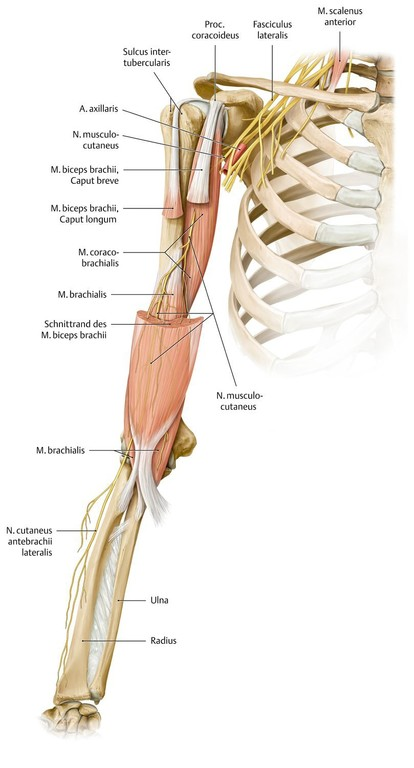 M. scalenus
anterior
Proc.
coracoideus
Fasciculus
lateralis
Sulcus inter-
tubercularis
A. axillaris
N. musculo-
cutaneus
M. biceps brachii,
Caput breve
M. biceps brachii,
Caput longum
M. coraco-
brachialis
M. brachialis
Schnittrand des
M. biceps brachii
N. musculo-
cutaneus
M. brachialis
N. cutaneus
antebrachii
lateralis
Ulna
Radius